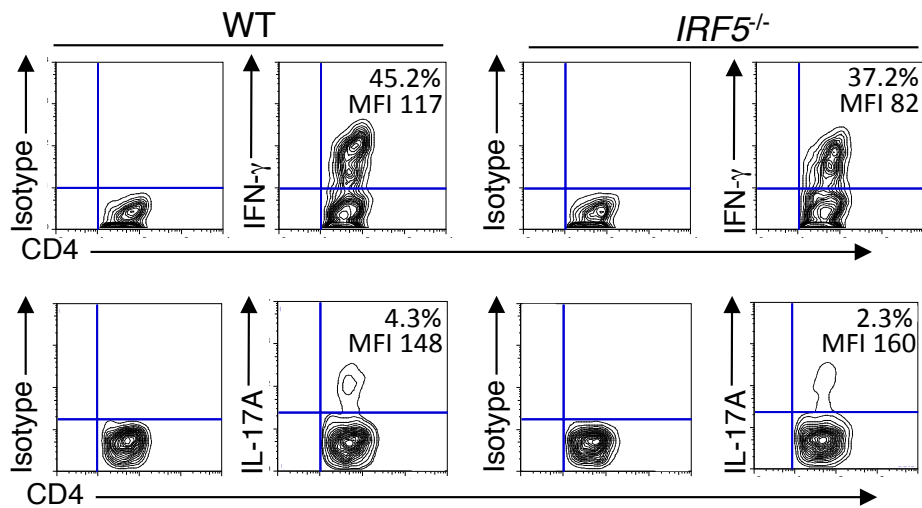 WT
IRF5-/-
Isotype
IFN-γ
45.2%
MFI 117
Isotype
IFN-γ
37.2%
MFI 82
CD4
Isotype
IL-17A
4.3%
MFI 148
Isotype
IL-17A
2.3%
MFI 160
CD4